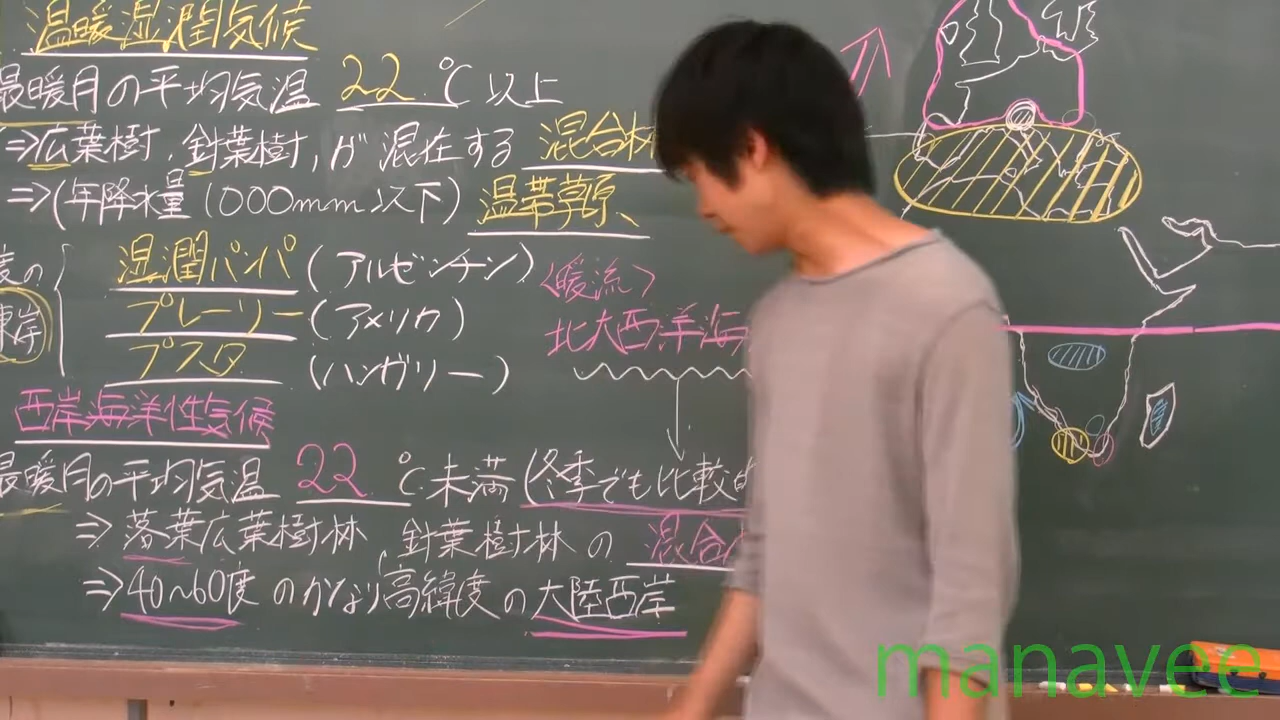 温暖湿潤気候
最暖月の平均気温 22℃以上
⇒広葉樹,針葉樹,が混在する 混合林
⇒(年降水量 1000mm以下) 温帯草原、
度の 東岸
湿潤パンパ (アルゼンチン)
プレーリー (アメリカ)
プスタ (ハンガリー)
〈暖流〉
北大西洋海
西岸海洋性気候
最暖月の平均気温 22℃未満 (冬季でも比較的
⇒落葉広葉樹林,針葉樹林の 混合
⇒40~60度のかなり高緯度の大陸西岸
manavee